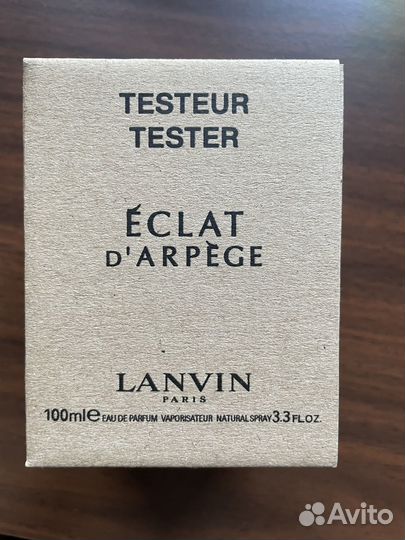 TESTEUR
TESTER
ÉCLAT
D'ARPÈGE
LANVIN
PARIS
100ml℮ EAU DE PARFUM VAPORISATEUR NATURAL SPRAY 3.3 FL.OZ.
Avito